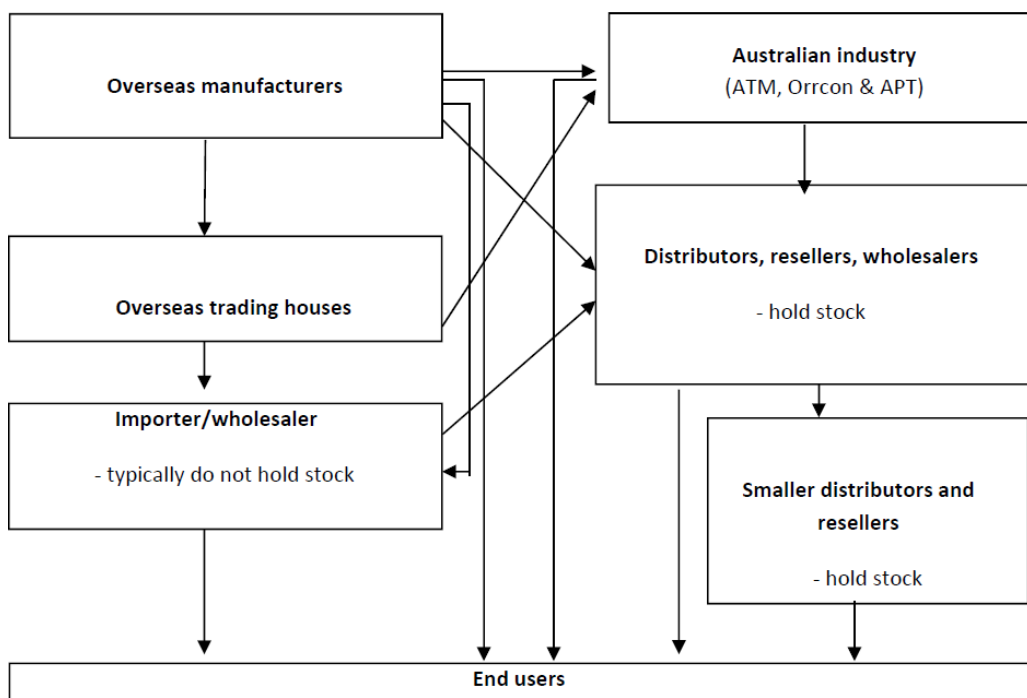 Overseas manufacturers
Australian industry
(ATM, Orrcon & APT)
Overseas trading houses
Distributors, resellers, wholesalers
- hold stock
Importer/wholesaler
- typically do not hold stock
Smaller distributors and
resellers
- hold stock
End users